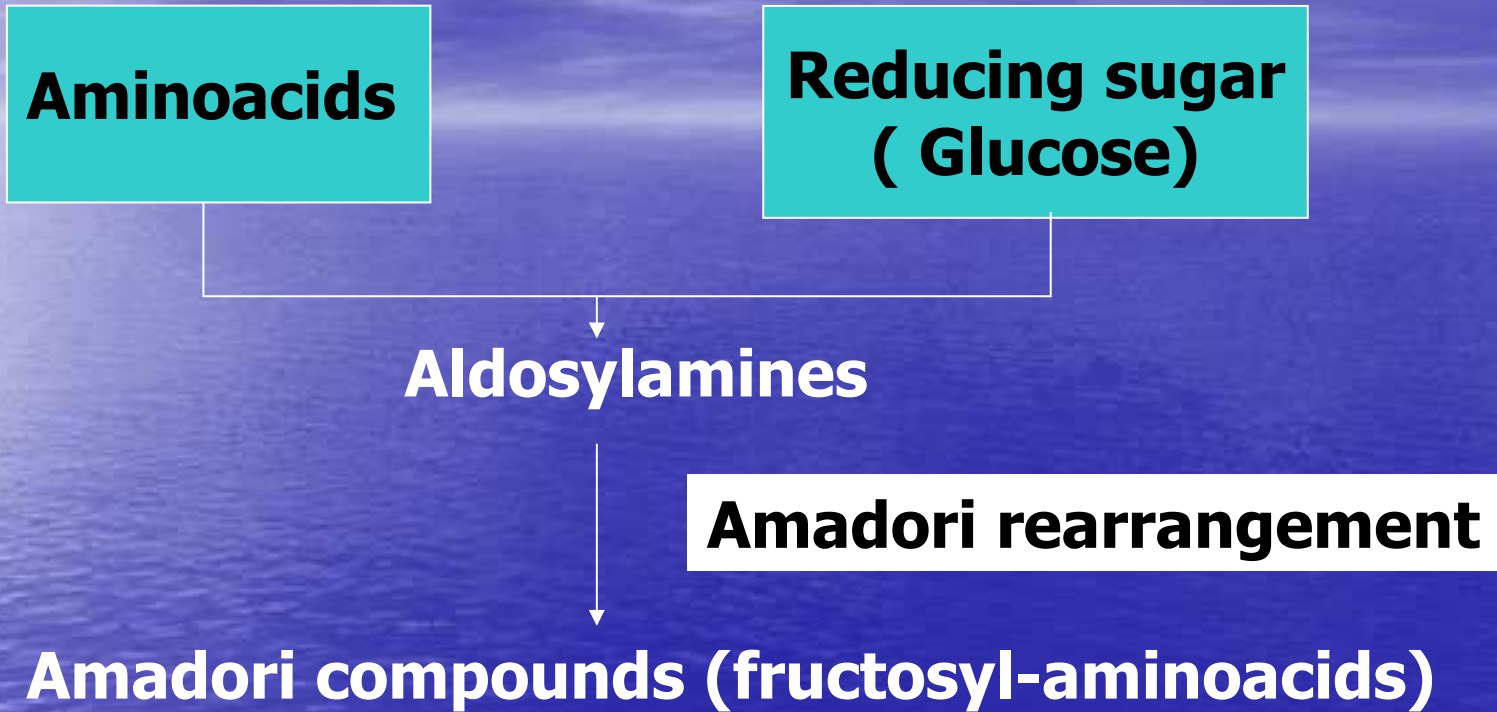 Aminoacids
Reducing sugar
( Glucose)
Aldosylamines
Amadori rearrangement
Amadori compounds (fructosyl-aminoacids)